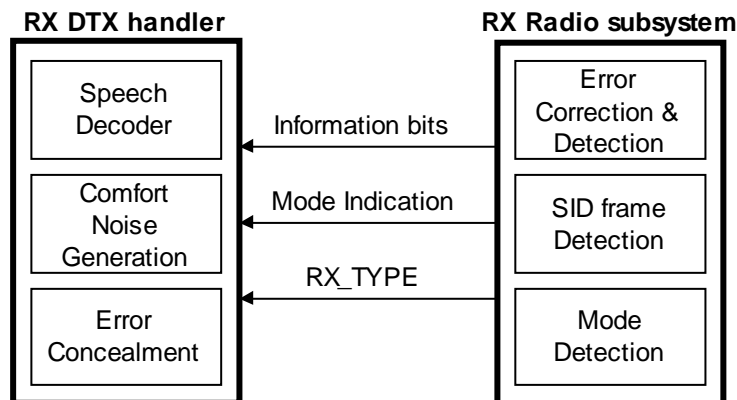 RX DTX handler
RX Radio subsystem
Speech
Decoder
Comfort
Noise
Generation
Error
Concealment
Information bits
Mode Indication
RX_TYPE
Error
Correction &
Detection
SID frame
Detection
Mode
Detection